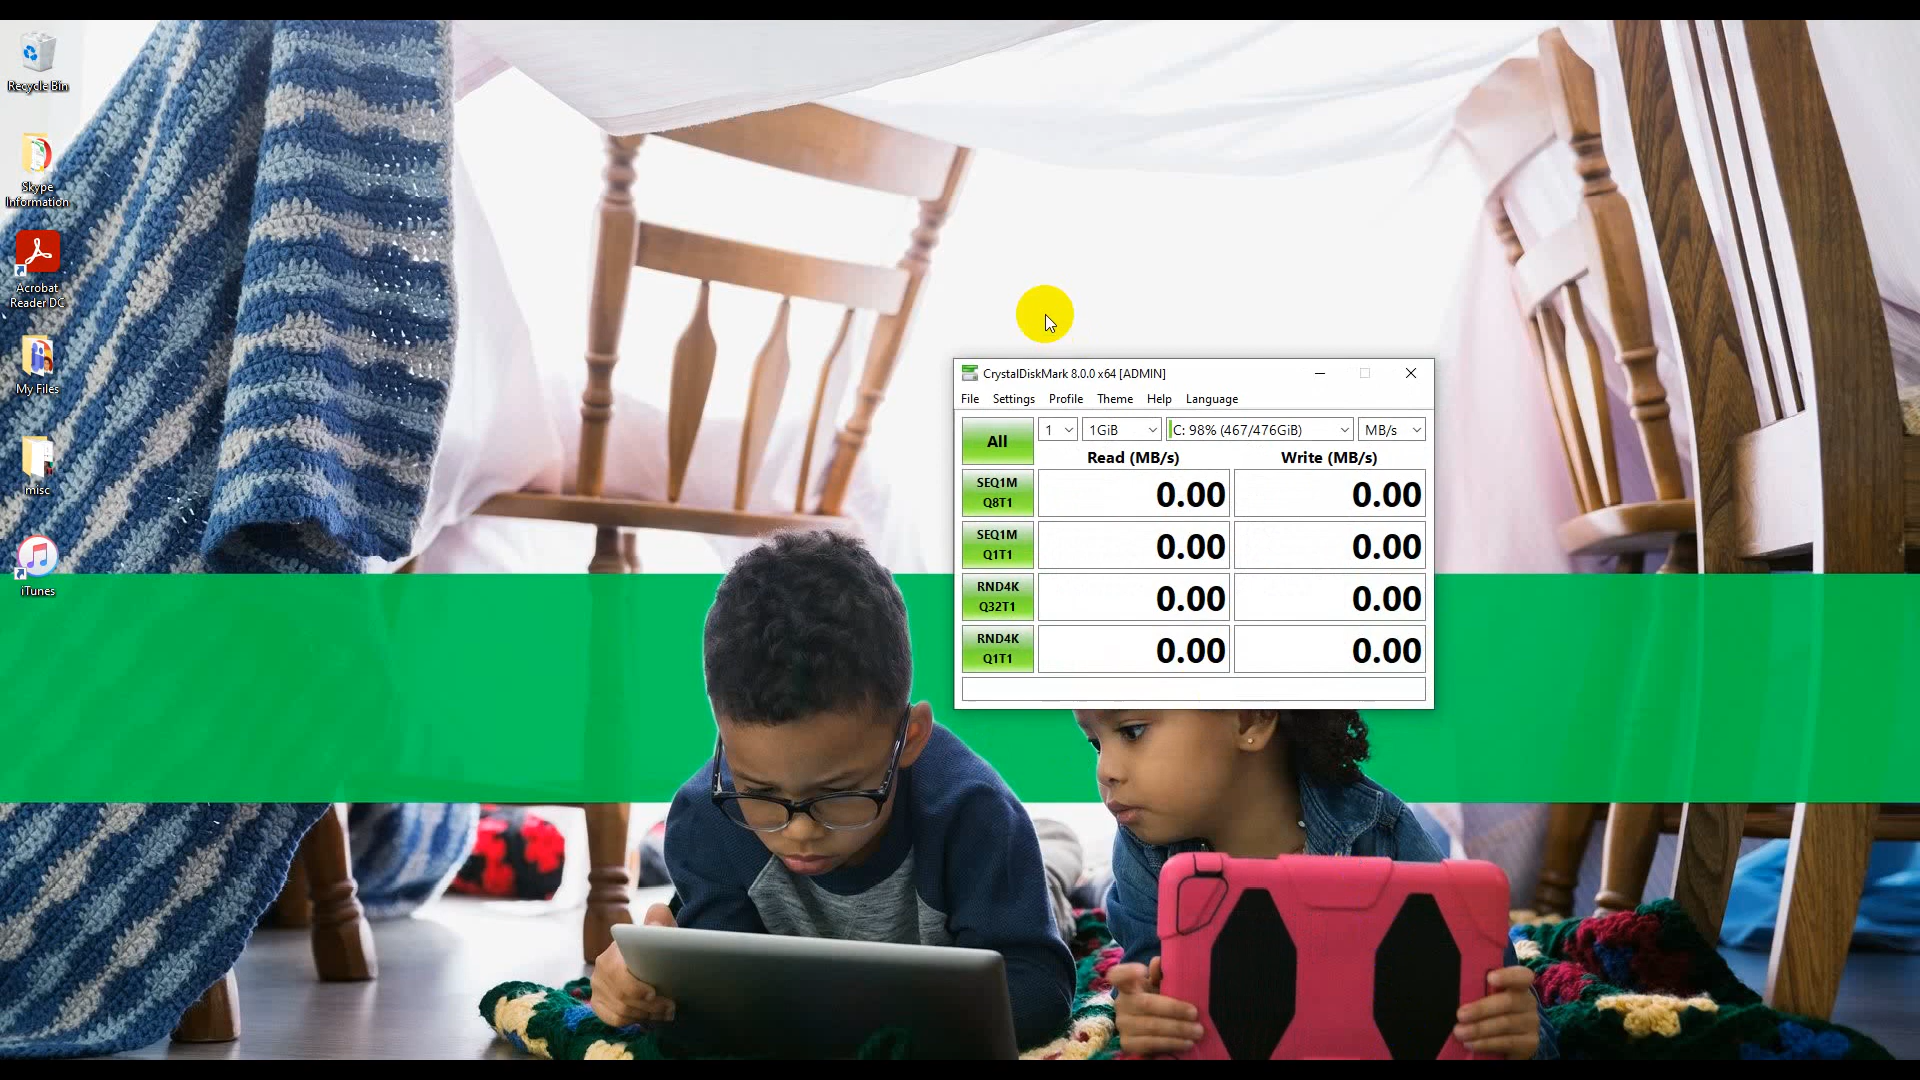 Recycle Bin
Skype
Information
Acrobat
Reader DC
My Files
misc
iTunes
CrystalDiskMark 8.0.0 x64 [ADMIN]
File Settings Profile Theme Help Language
All 1 1GiB C: 98% (467/476GiB) MB/s
Read (MB/s) Write (MB/s)
SEQ1M
Q8T1 0.00 0.00
SEQ1M
Q1T1 0.00 0.00
RND4K
Q32T1 0.00 0.00
RND4K
Q1T1 0.00 0.00